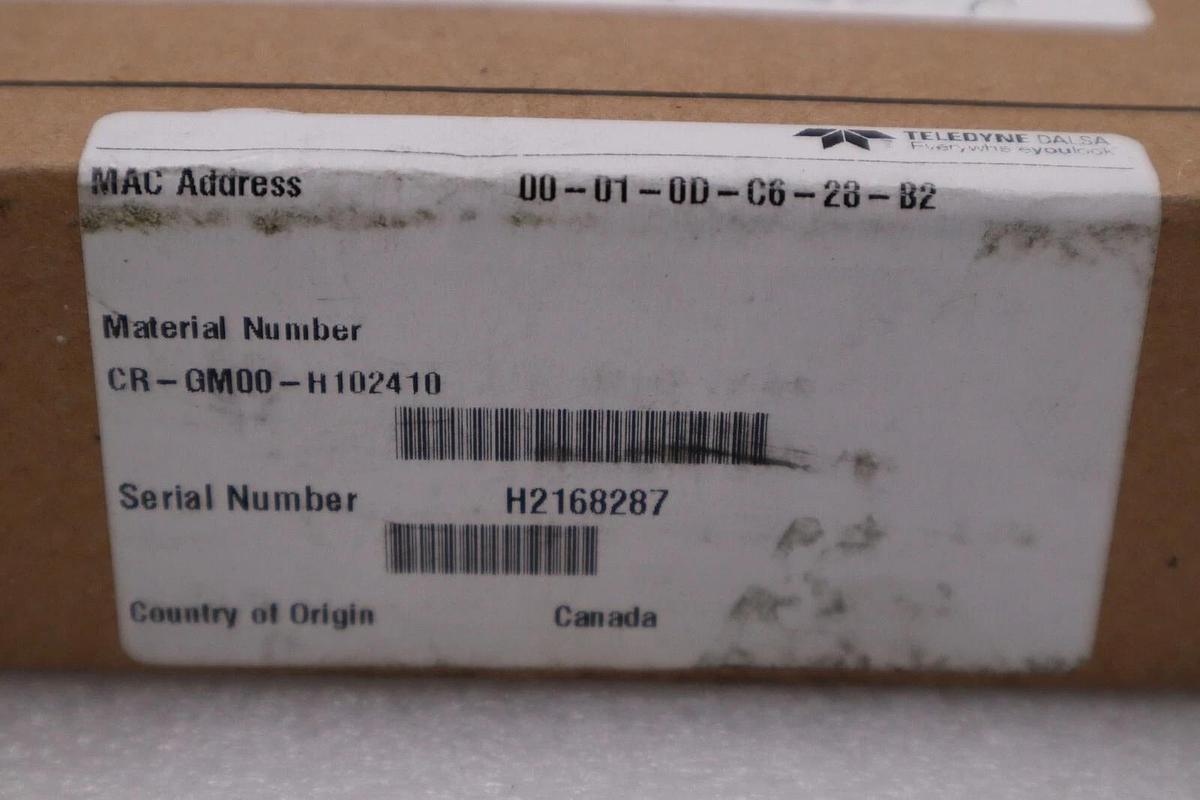 TELEDYNE DALSA
Everywhereyoulook
MAC Address 00-01-0D-C6-28-B2
Material Number
CR-GM00-H102410
Serial Number H2168287
Country of Origin Canada